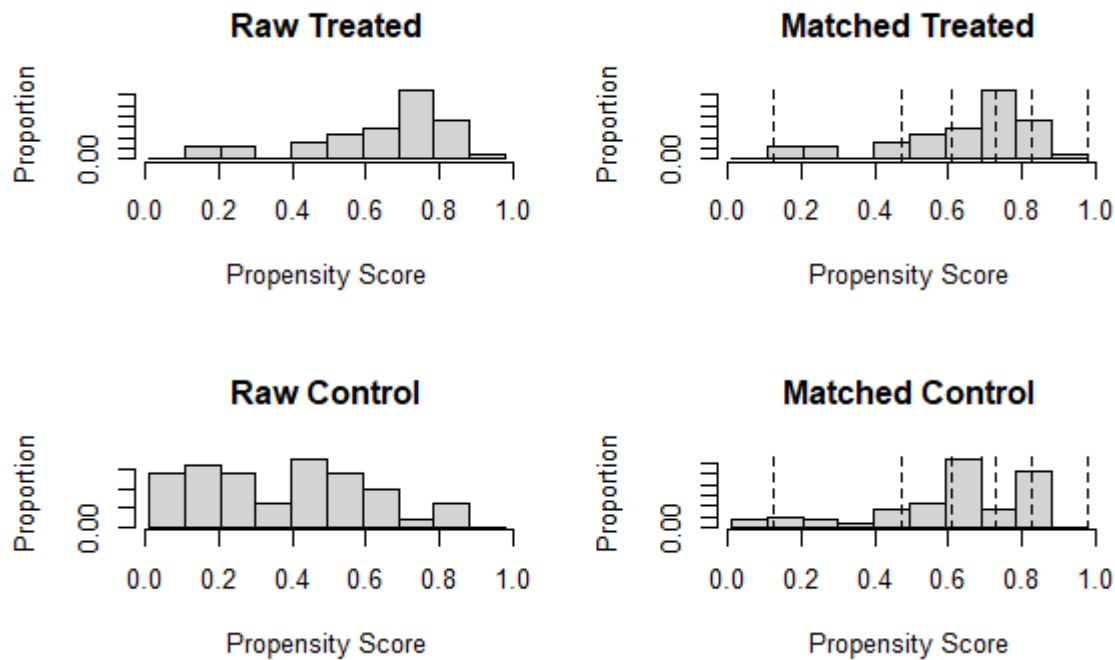 Raw Treated
Proportion
0.00
0.0 0.2 0.4 0.6 0.8 1.0
Propensity Score
Matched Treated
Proportion
0.00
0.0 0.2 0.4 0.6 0.8 1.0
Propensity Score
Raw Control
Proportion
0.00
0.0 0.2 0.4 0.6 0.8 1.0
Propensity Score
Matched Control
Proportion
0.00
0.0 0.2 0.4 0.6 0.8 1.0
Propensity Score